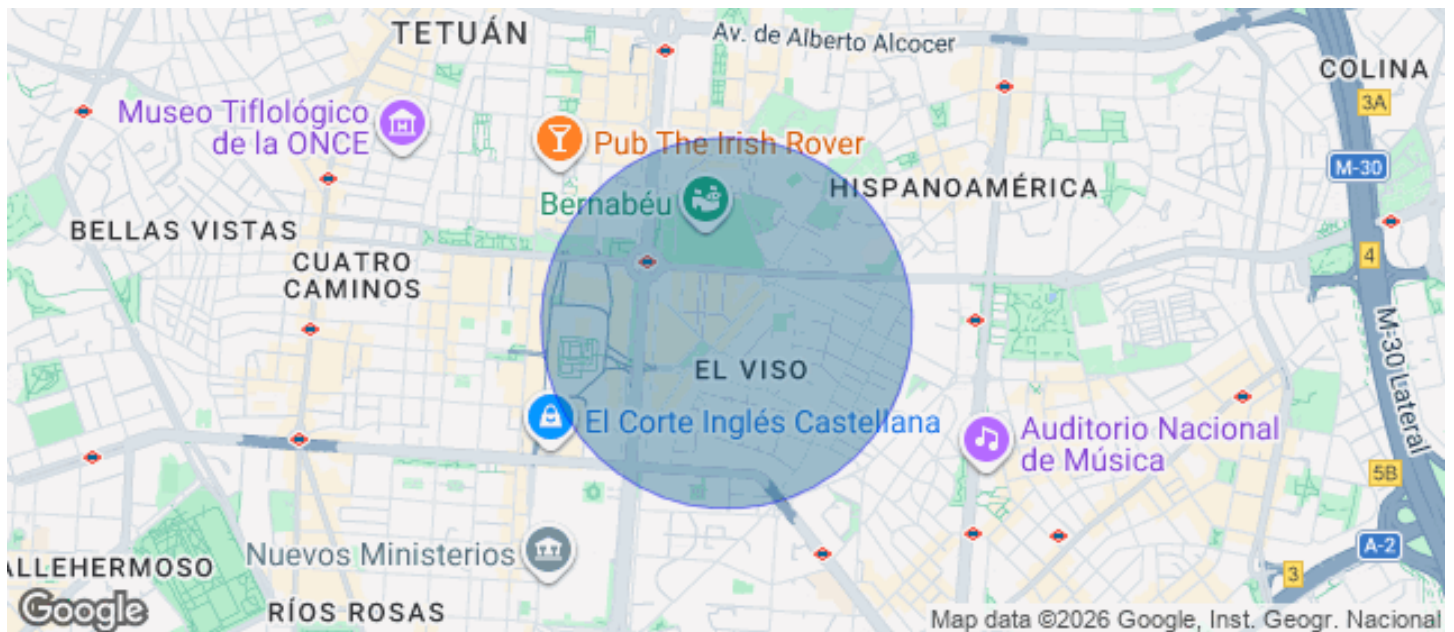 TETUÁN
Av. de Alberto Alcocer
COLINA
3A
Museo Tiflológico
de la ONCE
Pub The Irish Rover
M-30
HISPANOAMÉRICA
Bernabéu
BELLAS VISTAS
CUATRO
CAMINOS
4
M-30 Lateral
EL VISO
El Corte Inglés Castellana
Auditorio Nacional
de Música
5B
Nuevos Ministerios
A-2
ALLEHERMOSO
3
RÍOS ROSAS
Google
Map data ©2026 Google, Inst. Geogr. Nacional